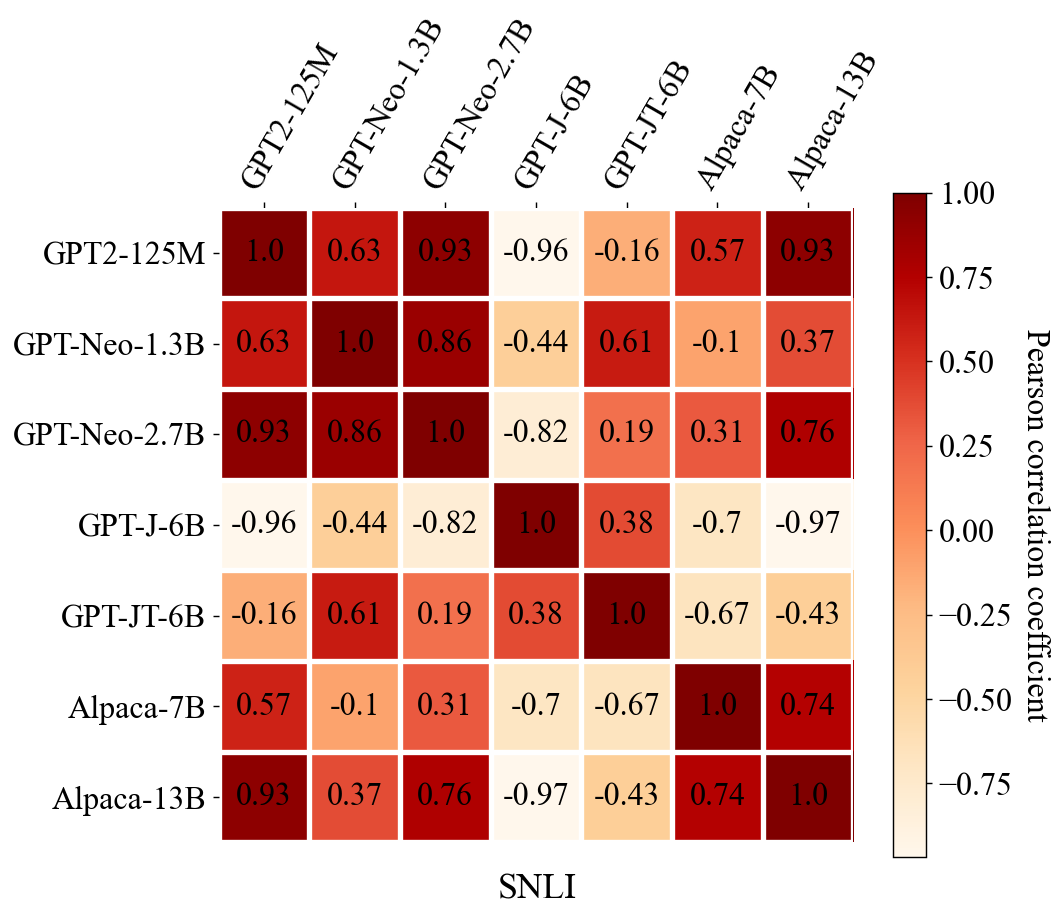 GPT2-125M GPT-Neo-1.3B GPT-Neo-2.7B GPT-J-6B GPT-JT-6B Alpaca-7B Alpaca-13B
GPT2-125M 1.0 0.63 0.93 -0.96 -0.16 0.57 0.93
GPT-Neo-1.3B 0.63 1.0 0.86 -0.44 0.61 -0.1 0.37
GPT-Neo-2.7B 0.93 0.86 1.0 -0.82 0.19 0.31 0.76
GPT-J-6B -0.96 -0.44 -0.82 1.0 0.38 -0.7 -0.97
GPT-JT-6B -0.16 0.61 0.19 0.38 1.0 -0.67 -0.43
Alpaca-7B 0.57 -0.1 0.31 -0.7 -0.67 1.0 0.74
Alpaca-13B 0.93 0.37 0.76 -0.97 -0.43 0.74 1.0
SNLI
1.00
0.75
0.50
0.25
0.00
−0.25
−0.50
−0.75
Pearson correlation coefficient